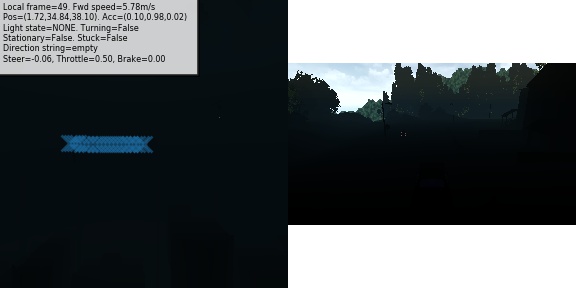 Local frame=49. Fwd speed=5.78m/s
Pos=(1.72,34.84,38.10). Acc=(0.10,0.98,0.02)
Light state=NONE. Turning=False
Stationary=False. Stuck=False
Direction string=empty
Steer=-0.06, Throttle=0.50, Brake=0.00